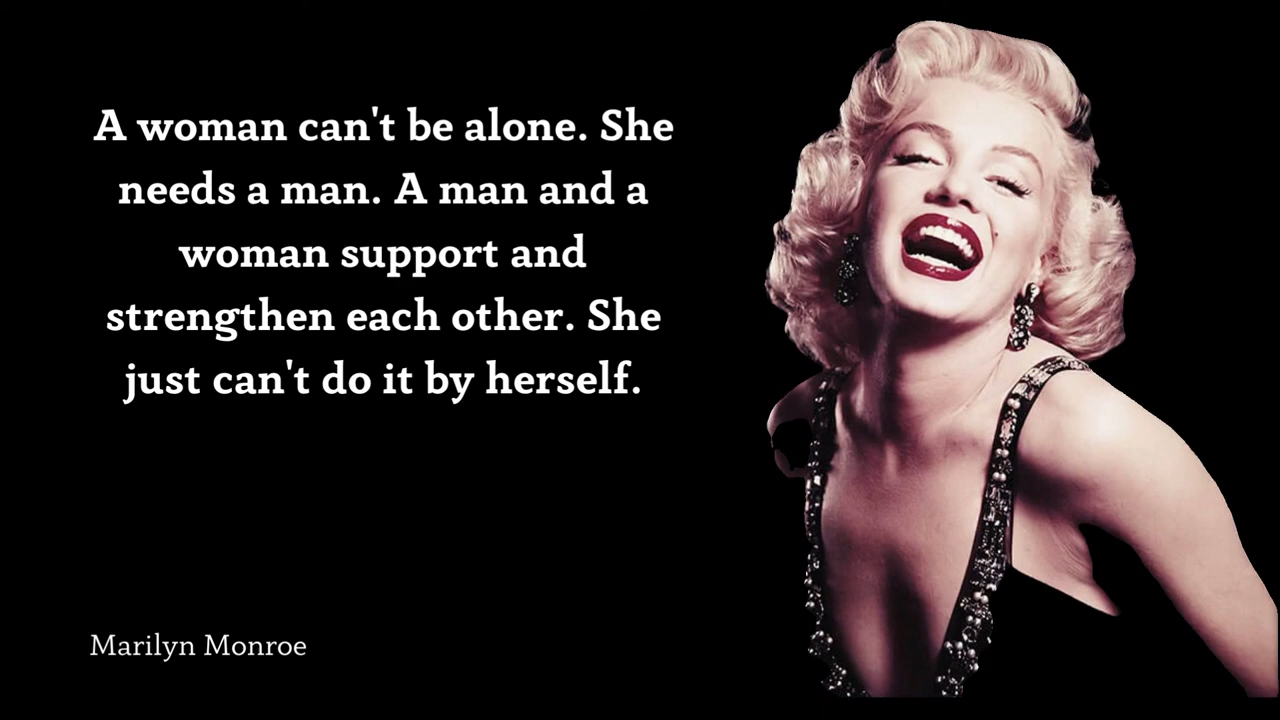 A woman can't be alone. She
needs a man. A man and a
woman support and
strengthen each other. She
just can't do it by herself.
Marilyn Monroe